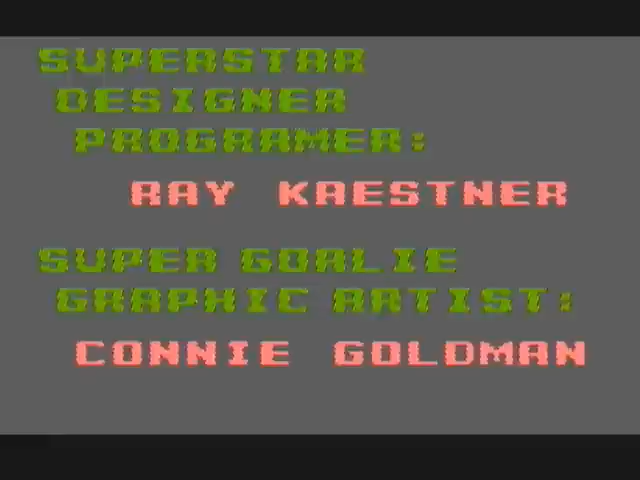 SUPERSTAR
DESIGNER
PROGRAMER:
RAY KAESTNER
SUPER GOALIE
GRAPHIC ARTIST:
CONNIE GOLDMAN